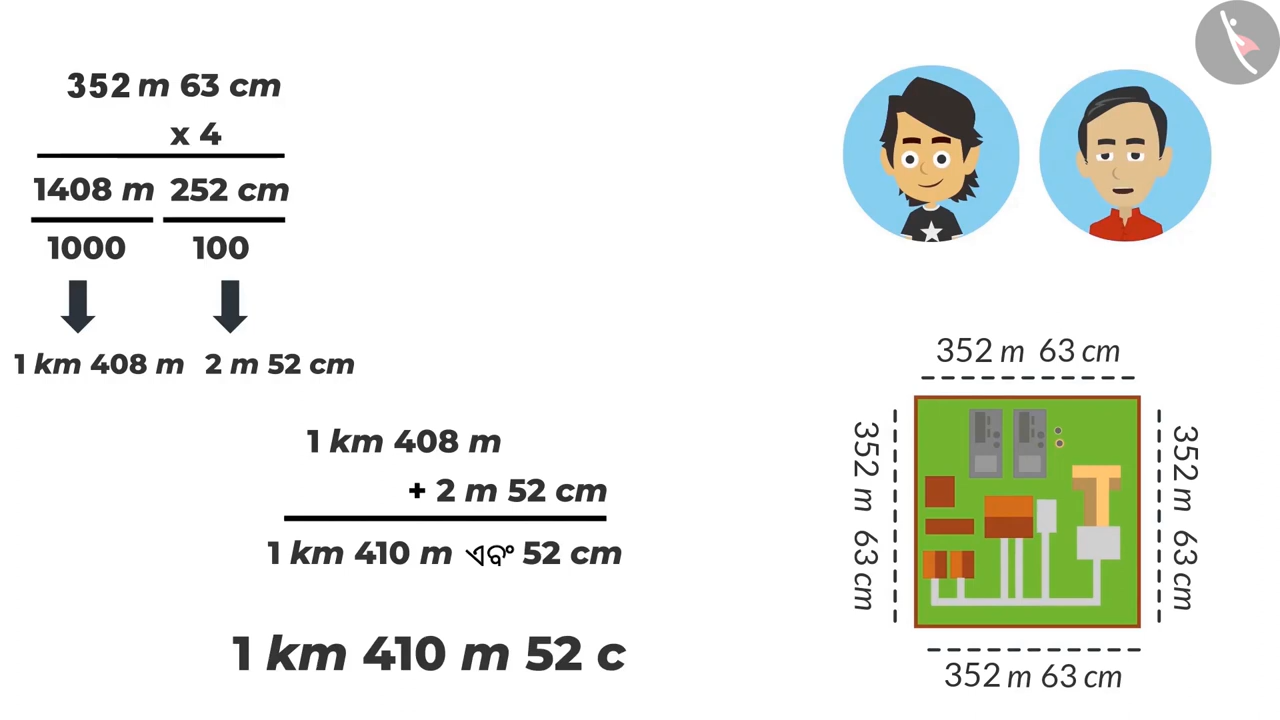 352 m 63 cm
x 4
1408 m 252 cm
1000 100
1 km 408 m 2 m 52 cm
1 km 408 m
+ 2 m 52 cm
1 km 410 m ଏବଂ 52 cm
1 km 410 m 52 c
352 m 63 cm
352 m 63 cm
352 m 63 cm
352 m 63 cm